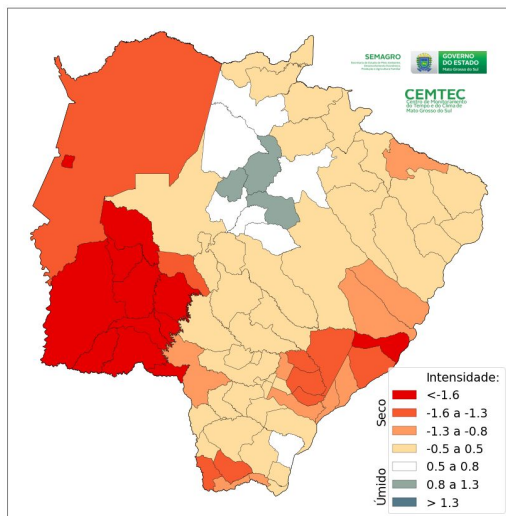 SEMAGRO
GOVERNO
DO ESTADO
Mato Grosso do Sul
CEMTEC
Centro de Monitoramento
do Tempo e do Clima de
Mato Grosso do Sul
Intensidade:
Seco
<-1.6
-1.6 a -1.3
-1.3 a -0.8
-0.5 a 0.5
Úmido
0.5 a 0.8
0.8 a 1.3
> 1.3